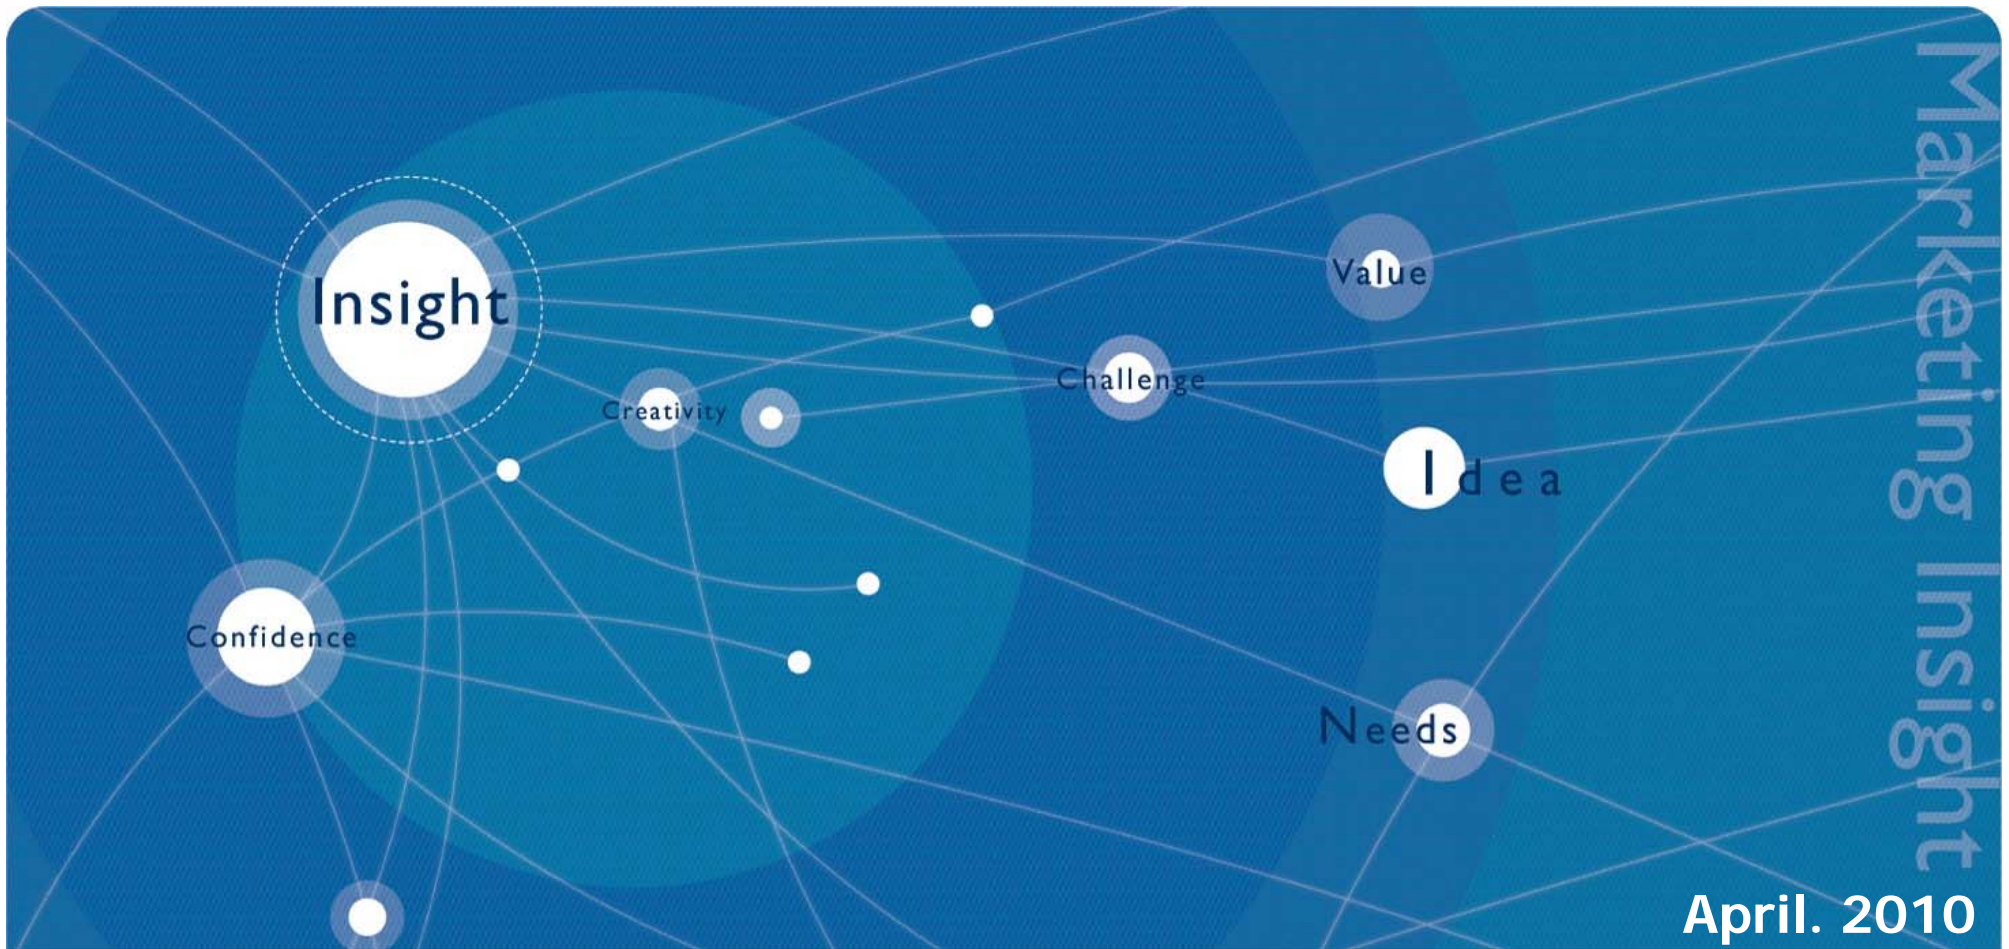 Insight
Value
Challenge
Creativity
Idea
Confidence
Needs
Marketing Insight
April. 2010